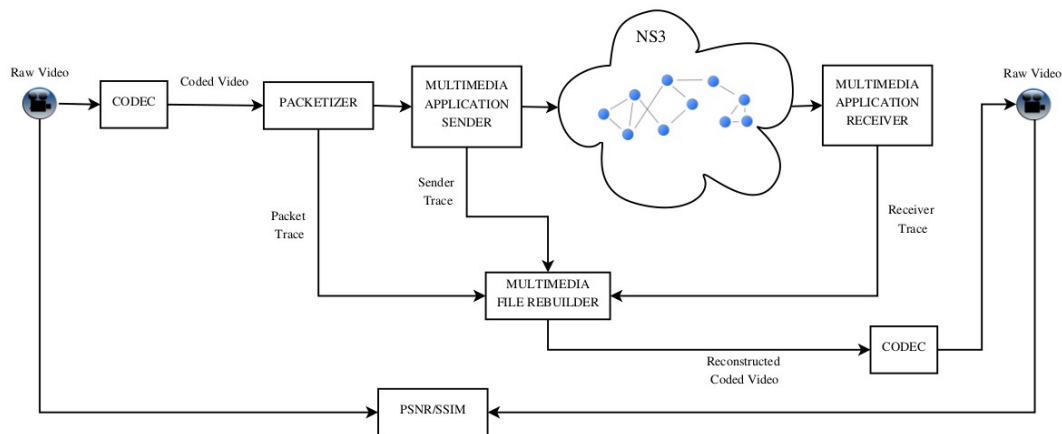 NS3
Raw Video
Coded Video
CODEC
PACKETIZER
MULTIMEDIA
APPLICATION
SENDER
MULTIMEDIA
APPLICATION
RECEIVER
Raw Video
Sender
Trace
Packet
Trace
Receiver
Trace
MULTIMEDIA
FILE REBUILDER
CODEC
Reconstructed
Coded Video
PSNR/SSIM